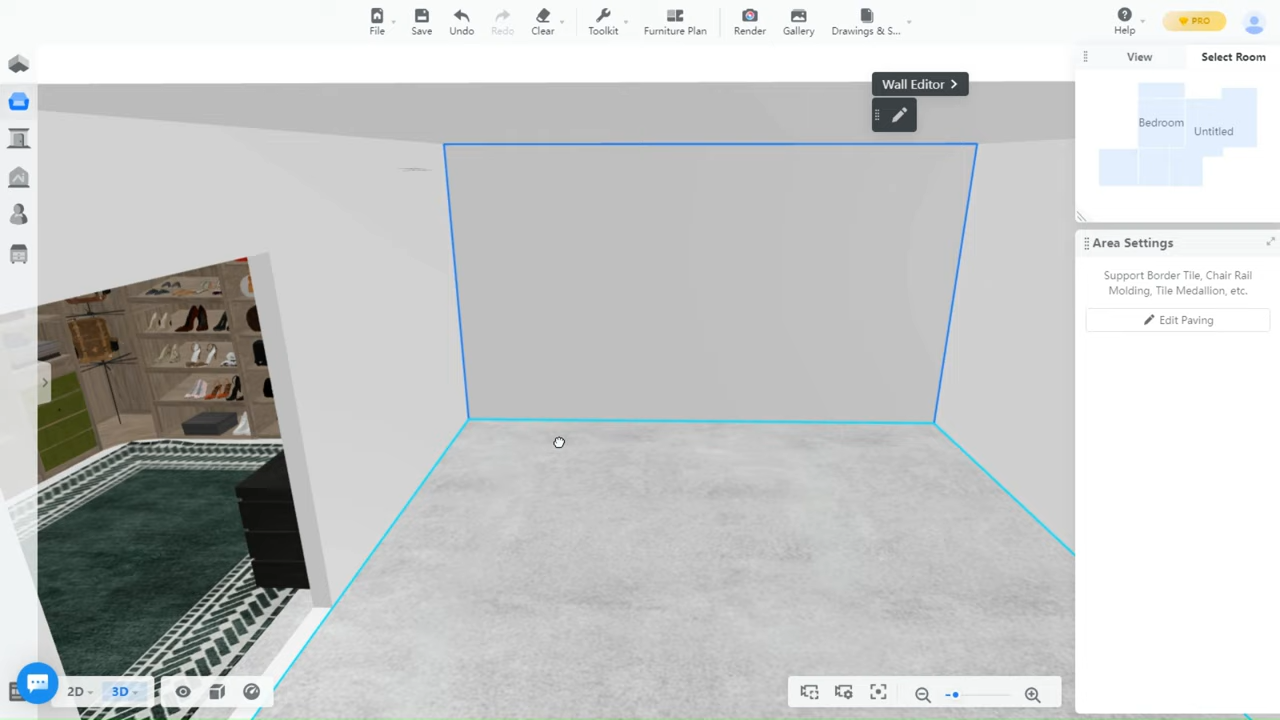 File
Save
Undo
Redo
Clear
Toolkit
Furniture Plan
Render
Gallery
Drawings & S...
Help
PRO
Wall Editor
View
Select Room
Bedroom
Untitled
Area Settings
Support Border Tile, Chair Rail
Molding, Tile Medallion, etc.
Edit Paving
2D
3D